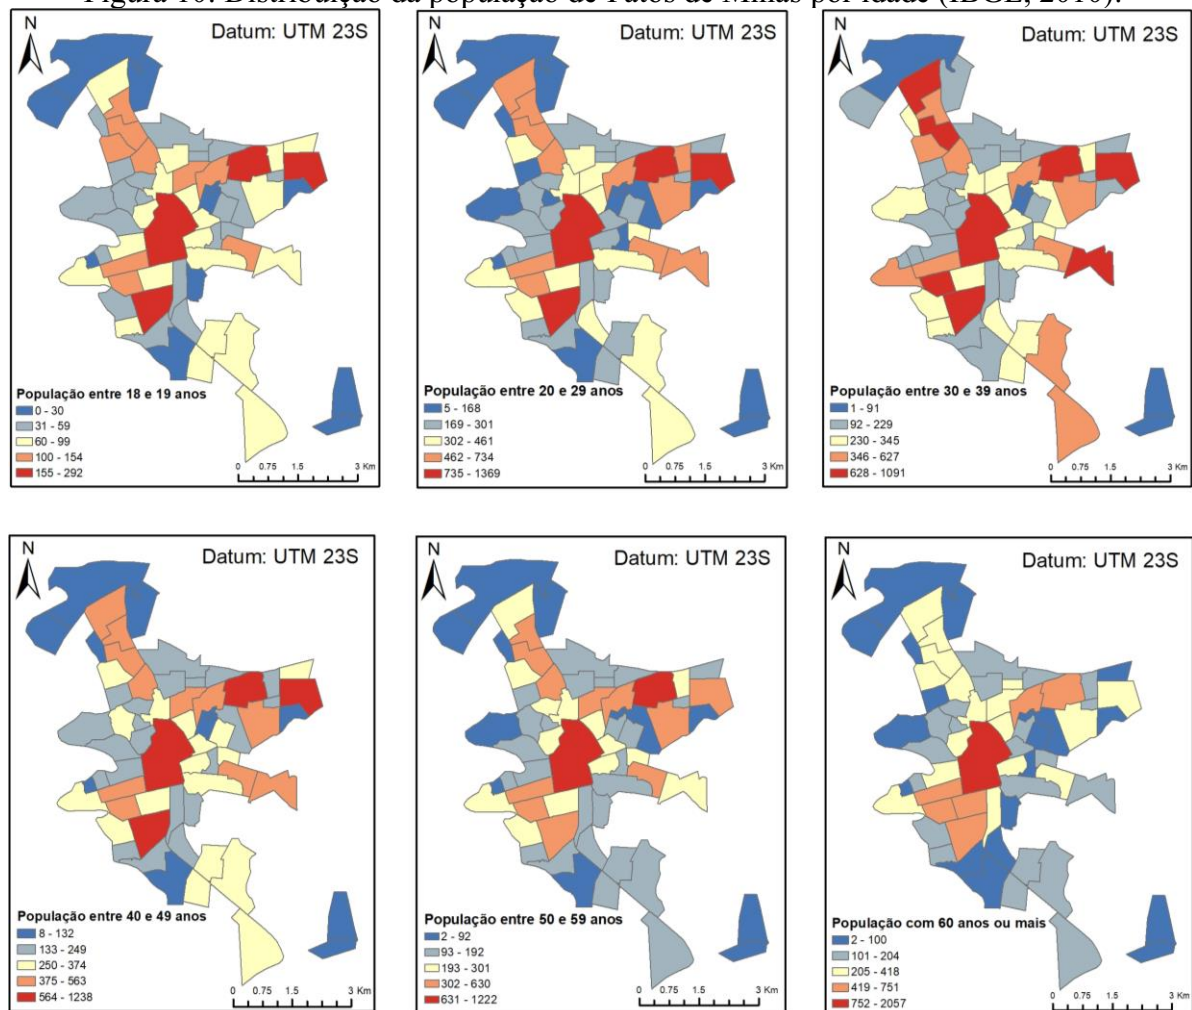 Figura 10: Distribuição da população de Patos de Minas por idade (IBGE, 2010).
N
Datum: UTM 23S
População entre 18 e 19 anos
0 - 30
31 - 59
60 - 99
100 - 154
155 - 292
0 0.75 1.5 3 Km
N
Datum: UTM 23S
População entre 20 e 29 anos
5 - 168
169 - 301
302 - 461
462 - 734
735 - 1369
0 0.75 1.5 3 Km
N
Datum: UTM 23S
População entre 30 e 39 anos
1 - 91
92 - 229
230 - 345
346 - 627
628 - 1091
0 0.75 1.5 3 Km
N
Datum: UTM 23S
População entre 40 e 49 anos
8 - 132
133 - 249
250 - 374
375 - 563
564 - 1238
0 0.75 1.5 3 Km
N
Datum: UTM 23S
População entre 50 e 59 anos
2 - 92
93 - 192
193 - 301
302 - 630
631 - 1222
0 0.75 1.5 3 Km
N
Datum: UTM 23S
População com 60 anos ou mais
2 - 100
101 - 204
205 - 418
419 - 751
752 - 2057
0 0.75 1.5 3 Km